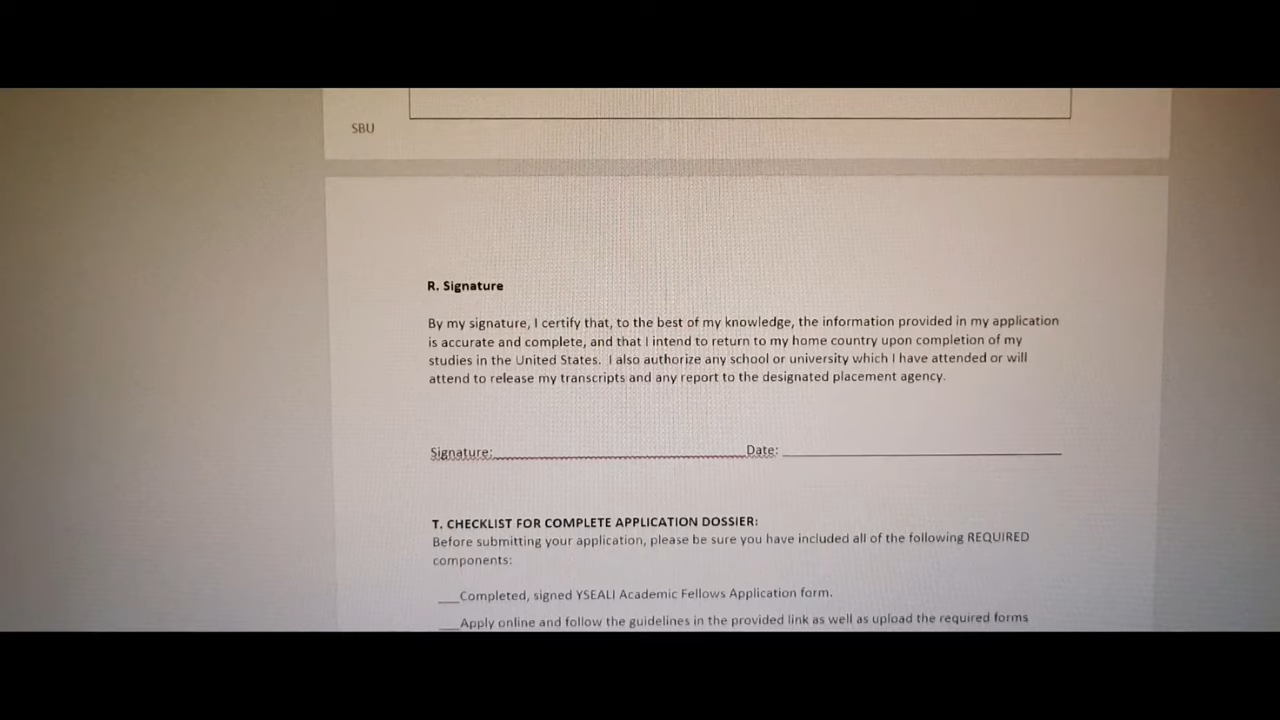 SBU
R. Signature
By my signature, I certify that, to the best of my knowledge, the information provided in my application
is accurate and complete, and that I intend to return to my home country upon completion of my
studies in the United States. I also authorize any school or university which I have attended or will
attend to release my transcripts and any report to the designated placement agency.
Signature:____________________Date: ____________________
T. CHECKLIST FOR COMPLETE APPLICATION DOSSIER:
Before submitting your application, please be sure you have included all of the following REQUIRED
components:
___Completed, signed YSEALI Academic Fellows Application form.
___Apply online and follow the guidelines in the provided link as well as upload the required forms